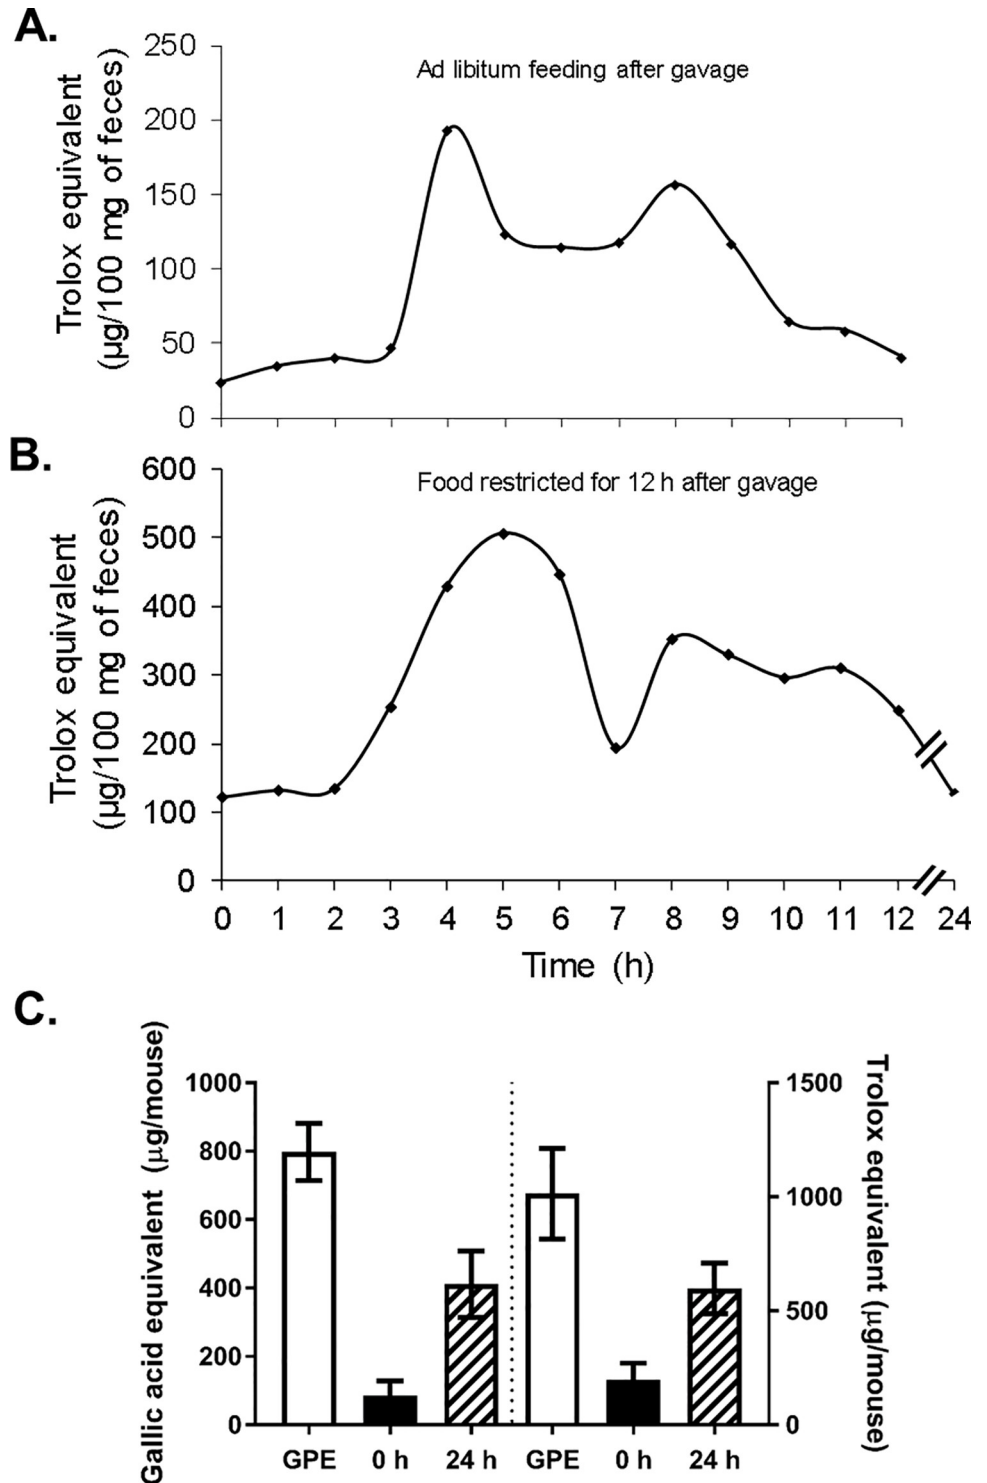 A.
Ad libitum feeding after gavage
Trolox equivalent
(µg/100 mg of feces)
250
200
150
100
50
0
B.
Food restricted for 12 h after gavage
Trolox equivalent
(µg/100 mg of feces)
600
500
400
300
200
100
0
0 1 2 3 4 5 6 7 8 9 10 11 12 24
Time (h)
C.
Gallic acid equivalent (µg/mouse)
1000
800
600
400
200
0
Trolox equivalent (µg/mouse)
1500
1000
500
0
GPE 0 h 24 h GPE 0 h 24 h